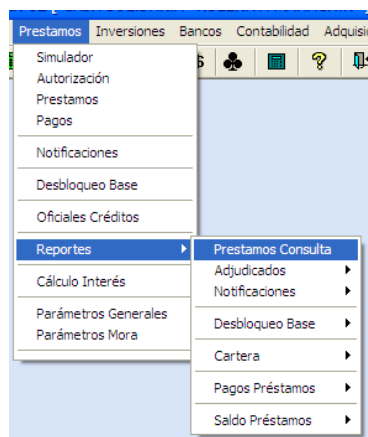 Prestamos Inversiones Bancos Contabilidad
Simulador
Autorización
Prestamos
Pagos
Notificaciones
Desbloqueo Base
Oficiales Créditos
Reportes
Cálculo Interés
Parámetros Generales
Parámetros Mora
Prestamos Consulta
Adjudicados
Notificaciones
Desbloqueo Base
Cartera
Pagos Préstamos
Saldo Préstamos